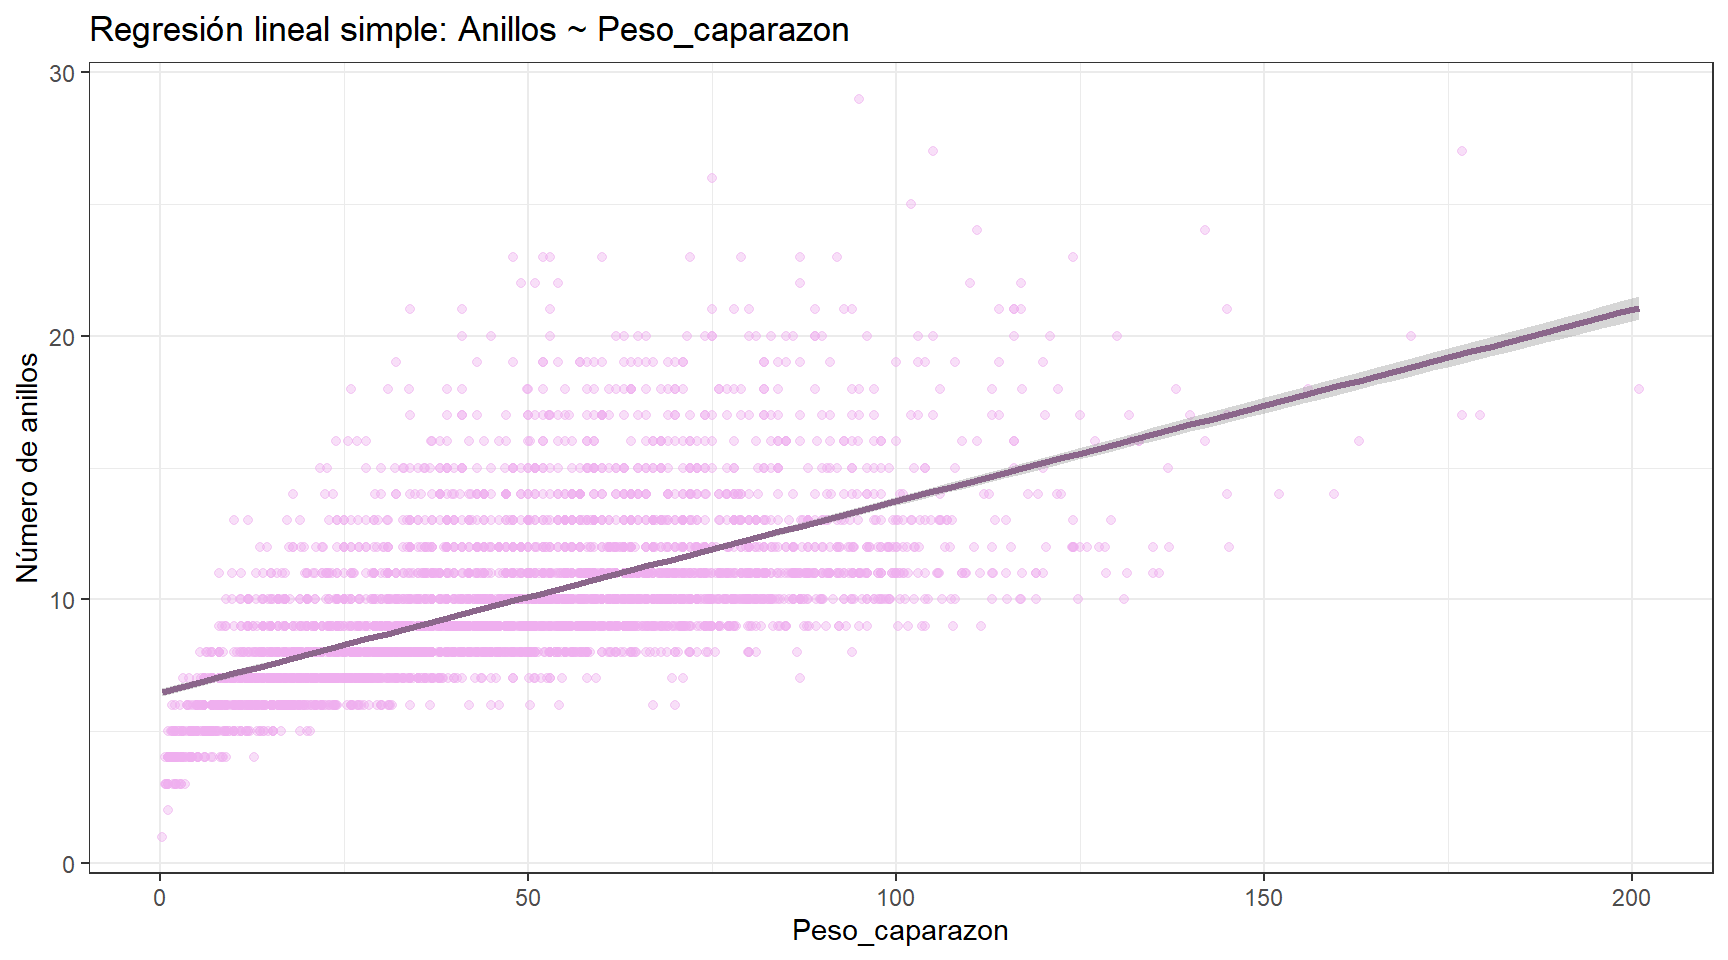 Regresión lineal simple: Anillos ~ Peso_caparazon
30
20
10
0
Número de anillos
0 50 100 150 200
Peso_caparazon